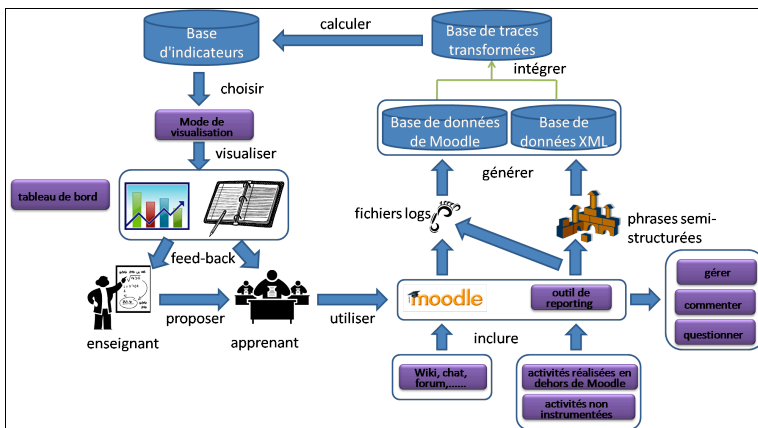 calculer
Base
d'indicateurs
Base de traces
transformées
intégrer
choisir
Mode de
visualisation
Base de données
de Moodle
Base de
données XML
visualiser
générer
tableau de bord
fichiers logs
phrases semi-
structurées
feed-back
gérer
commenter
questionner
moodle
outil de
reporting
proposer
utiliser
enseignant
apprenant
inclure
Wiki, chat,
forum,.......
activités réalisées en
dehors de Moodle
activités non
instrumentées